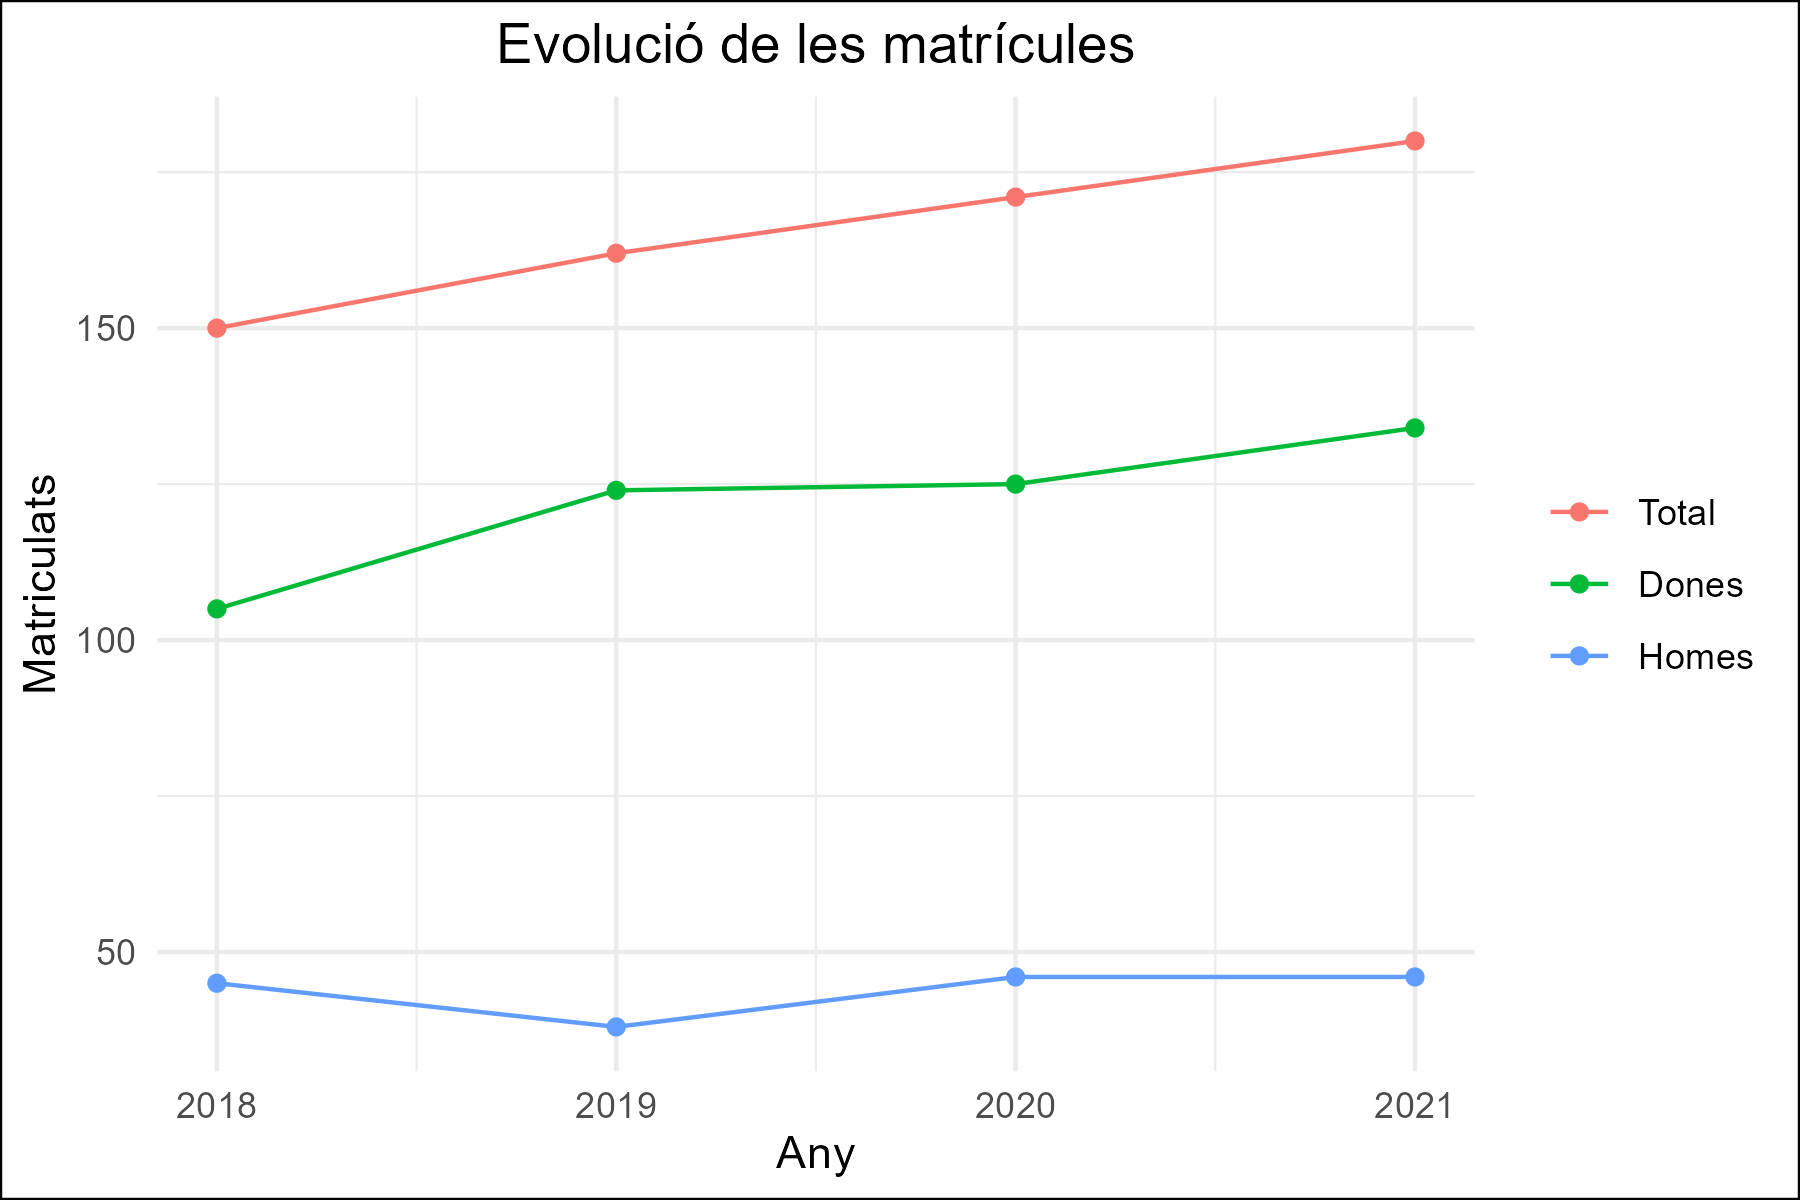 Evolució de les matrícules
Matriculats
150
100
50
2018 2019 2020 2021
Any
Total
Dones
Homes